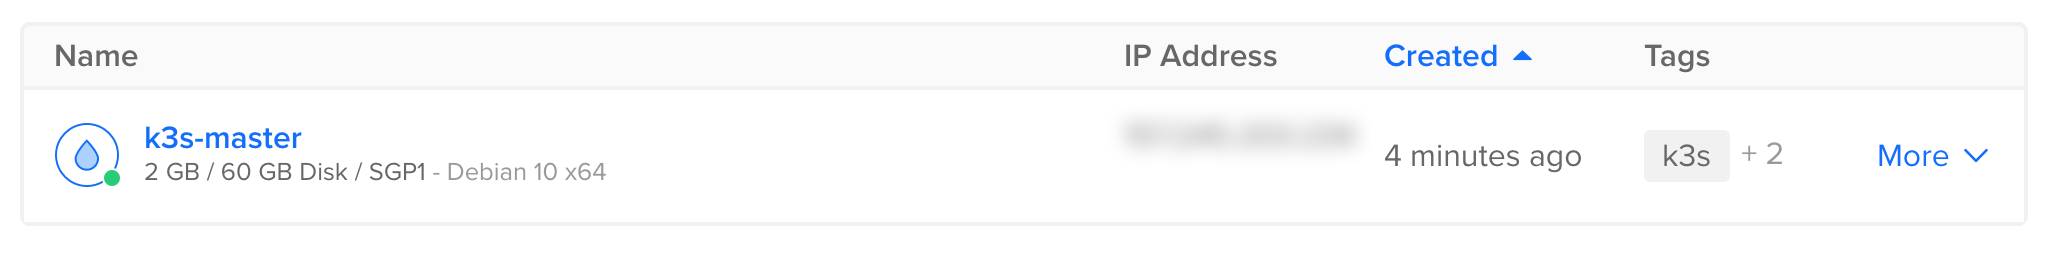 Name IP Address Created Tags
k3s-master
2 GB / 60 GB Disk / SGP1 - Debian 10 x64
4 minutes ago k3s + 2 More